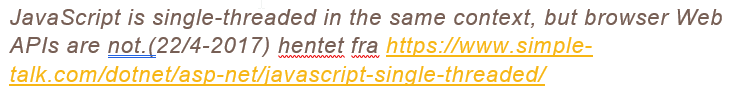 JavaScript is single-threaded in the same context, but browser Web
APIs are not.(22/4-2017) hentet fra https://www.simple-
talk.com/dotnet/asp-net/javascript-single-threaded/